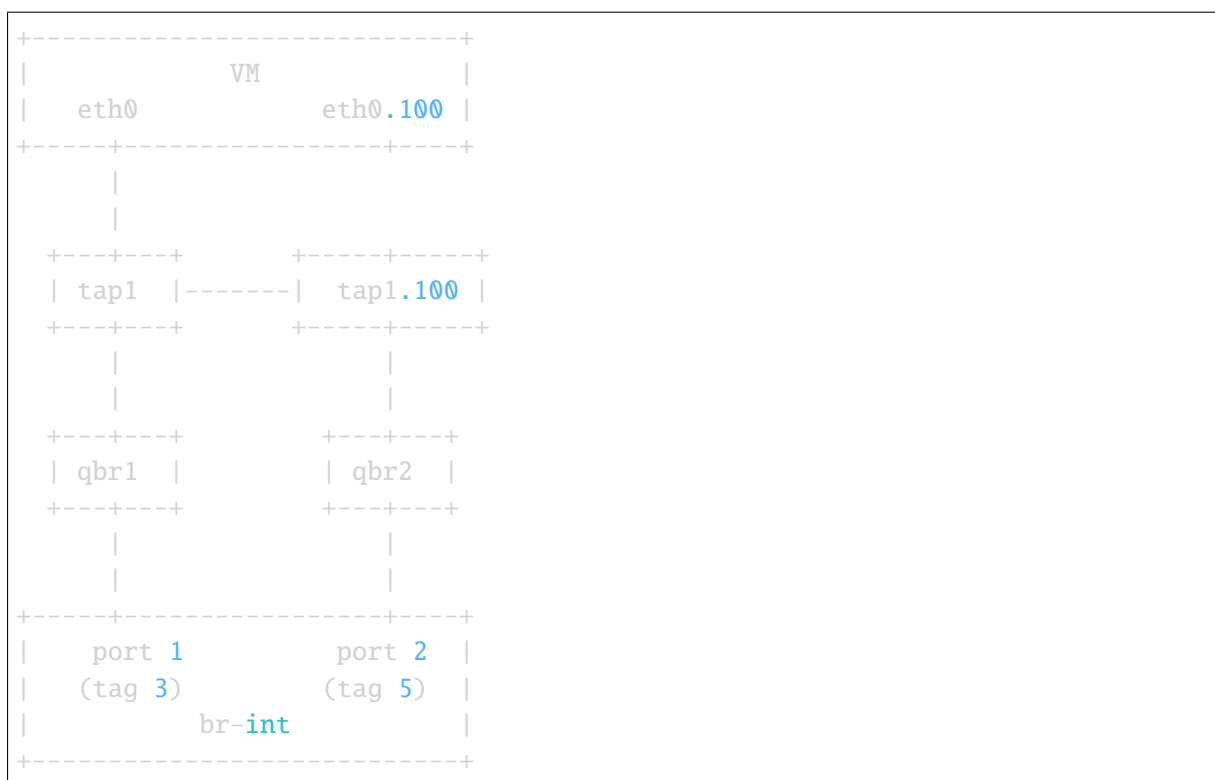 +-----------------------------+
|             VM              |
|   eth0            eth0.100 |
+------+------------------+-----+
|
|
+----+---+       +-----+-----+
| tap1  |-------|  tap1.100 |
+----+---+       +-----+-----+
|                  |
|                  |
+----+---+         +----+---+
| qbr1  |         | qbr2  |
+----+---+         +----+---+
|                  |
|                  |
+------+------------------+-----+
|    port 1          port 2  |
|   (tag 3)         (tag 5)  |
|           br-int           |
+-----------------------------+